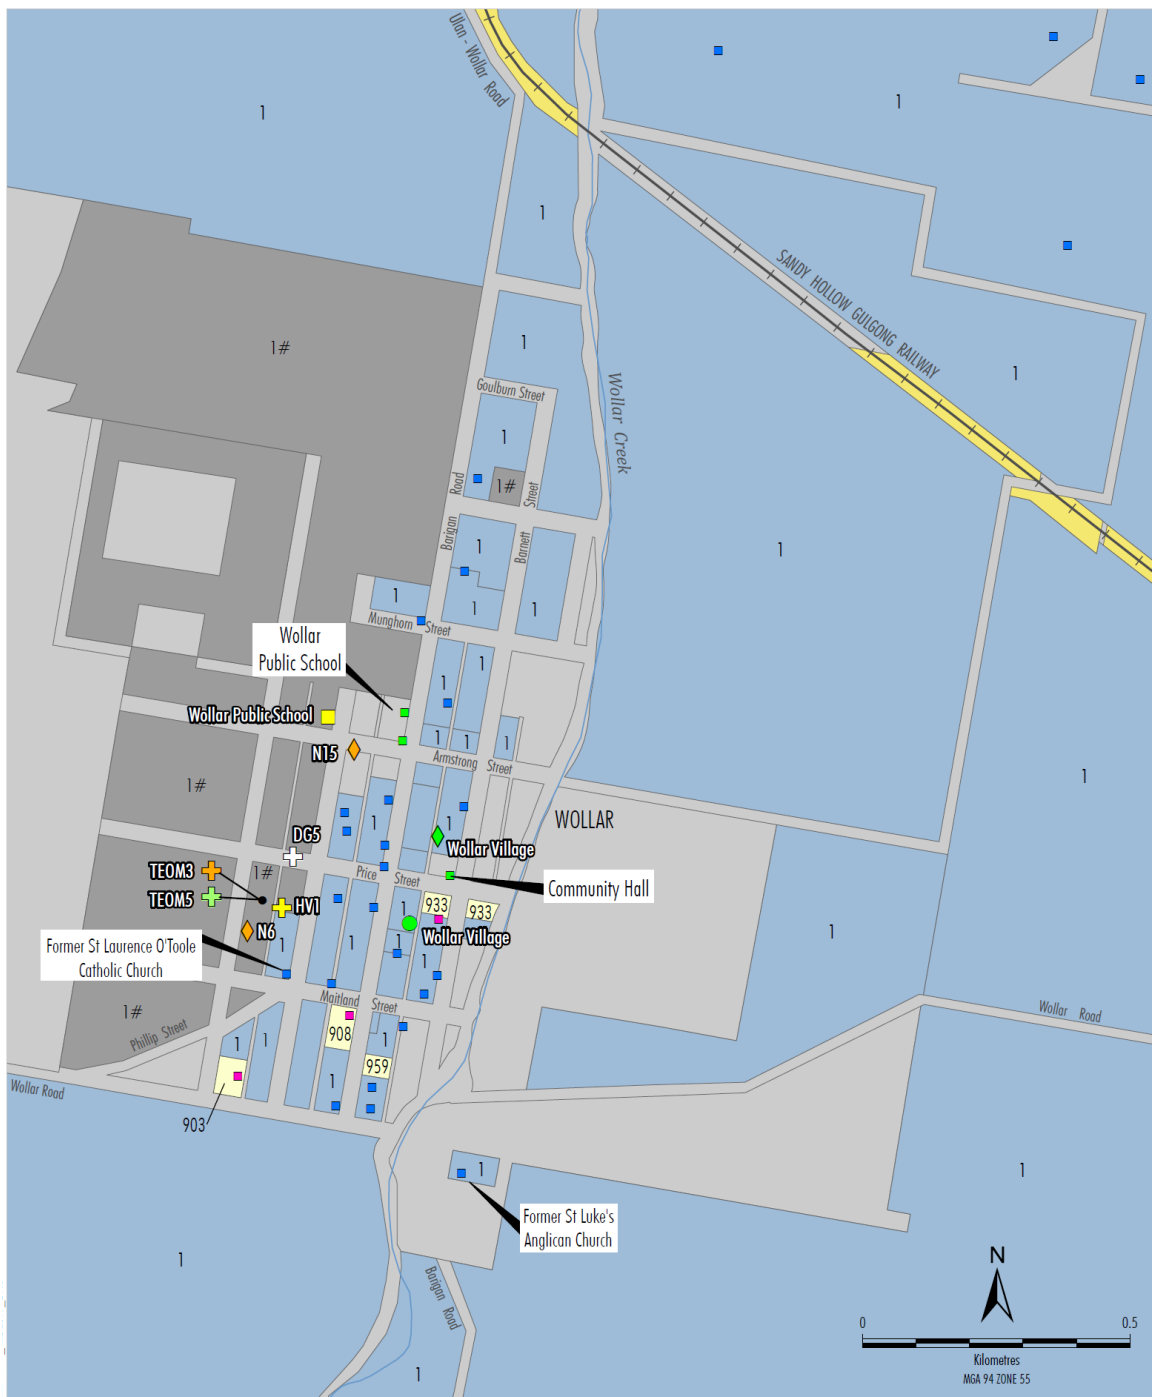 Ulan - Wollar Road
1
1
1
SANDY HOLLOW GULGONG RAILWAY
1#
1
1
Goulburn Street
Wollar Creek
1
Road
1#
Street
Barigan
1
Barnett
1
1
1
1
Munghorn Street
Wollar
Public School
1
1
Wollar Public School
1
1
1
N15
Armstrong Street
1
1#
1
1
WOLLAR
DG5
Wollar Village
TEOM3
1#
Price Street
Community Hall
TEOM5
HV1
1
933
933
N6
Wollar Village
1
Former St Laurence O'Toole
Catholic Church
1
1
1
1
Maitland Street
1#
Phillip Street
908
Wollar Road
1
1
1
959
1
Wollar Road
903
1
1
Former St Luke's
Anglican Church
1
N
Barigan Road
0
0.5
Kilometres
MGA 94 ZONE 55
1